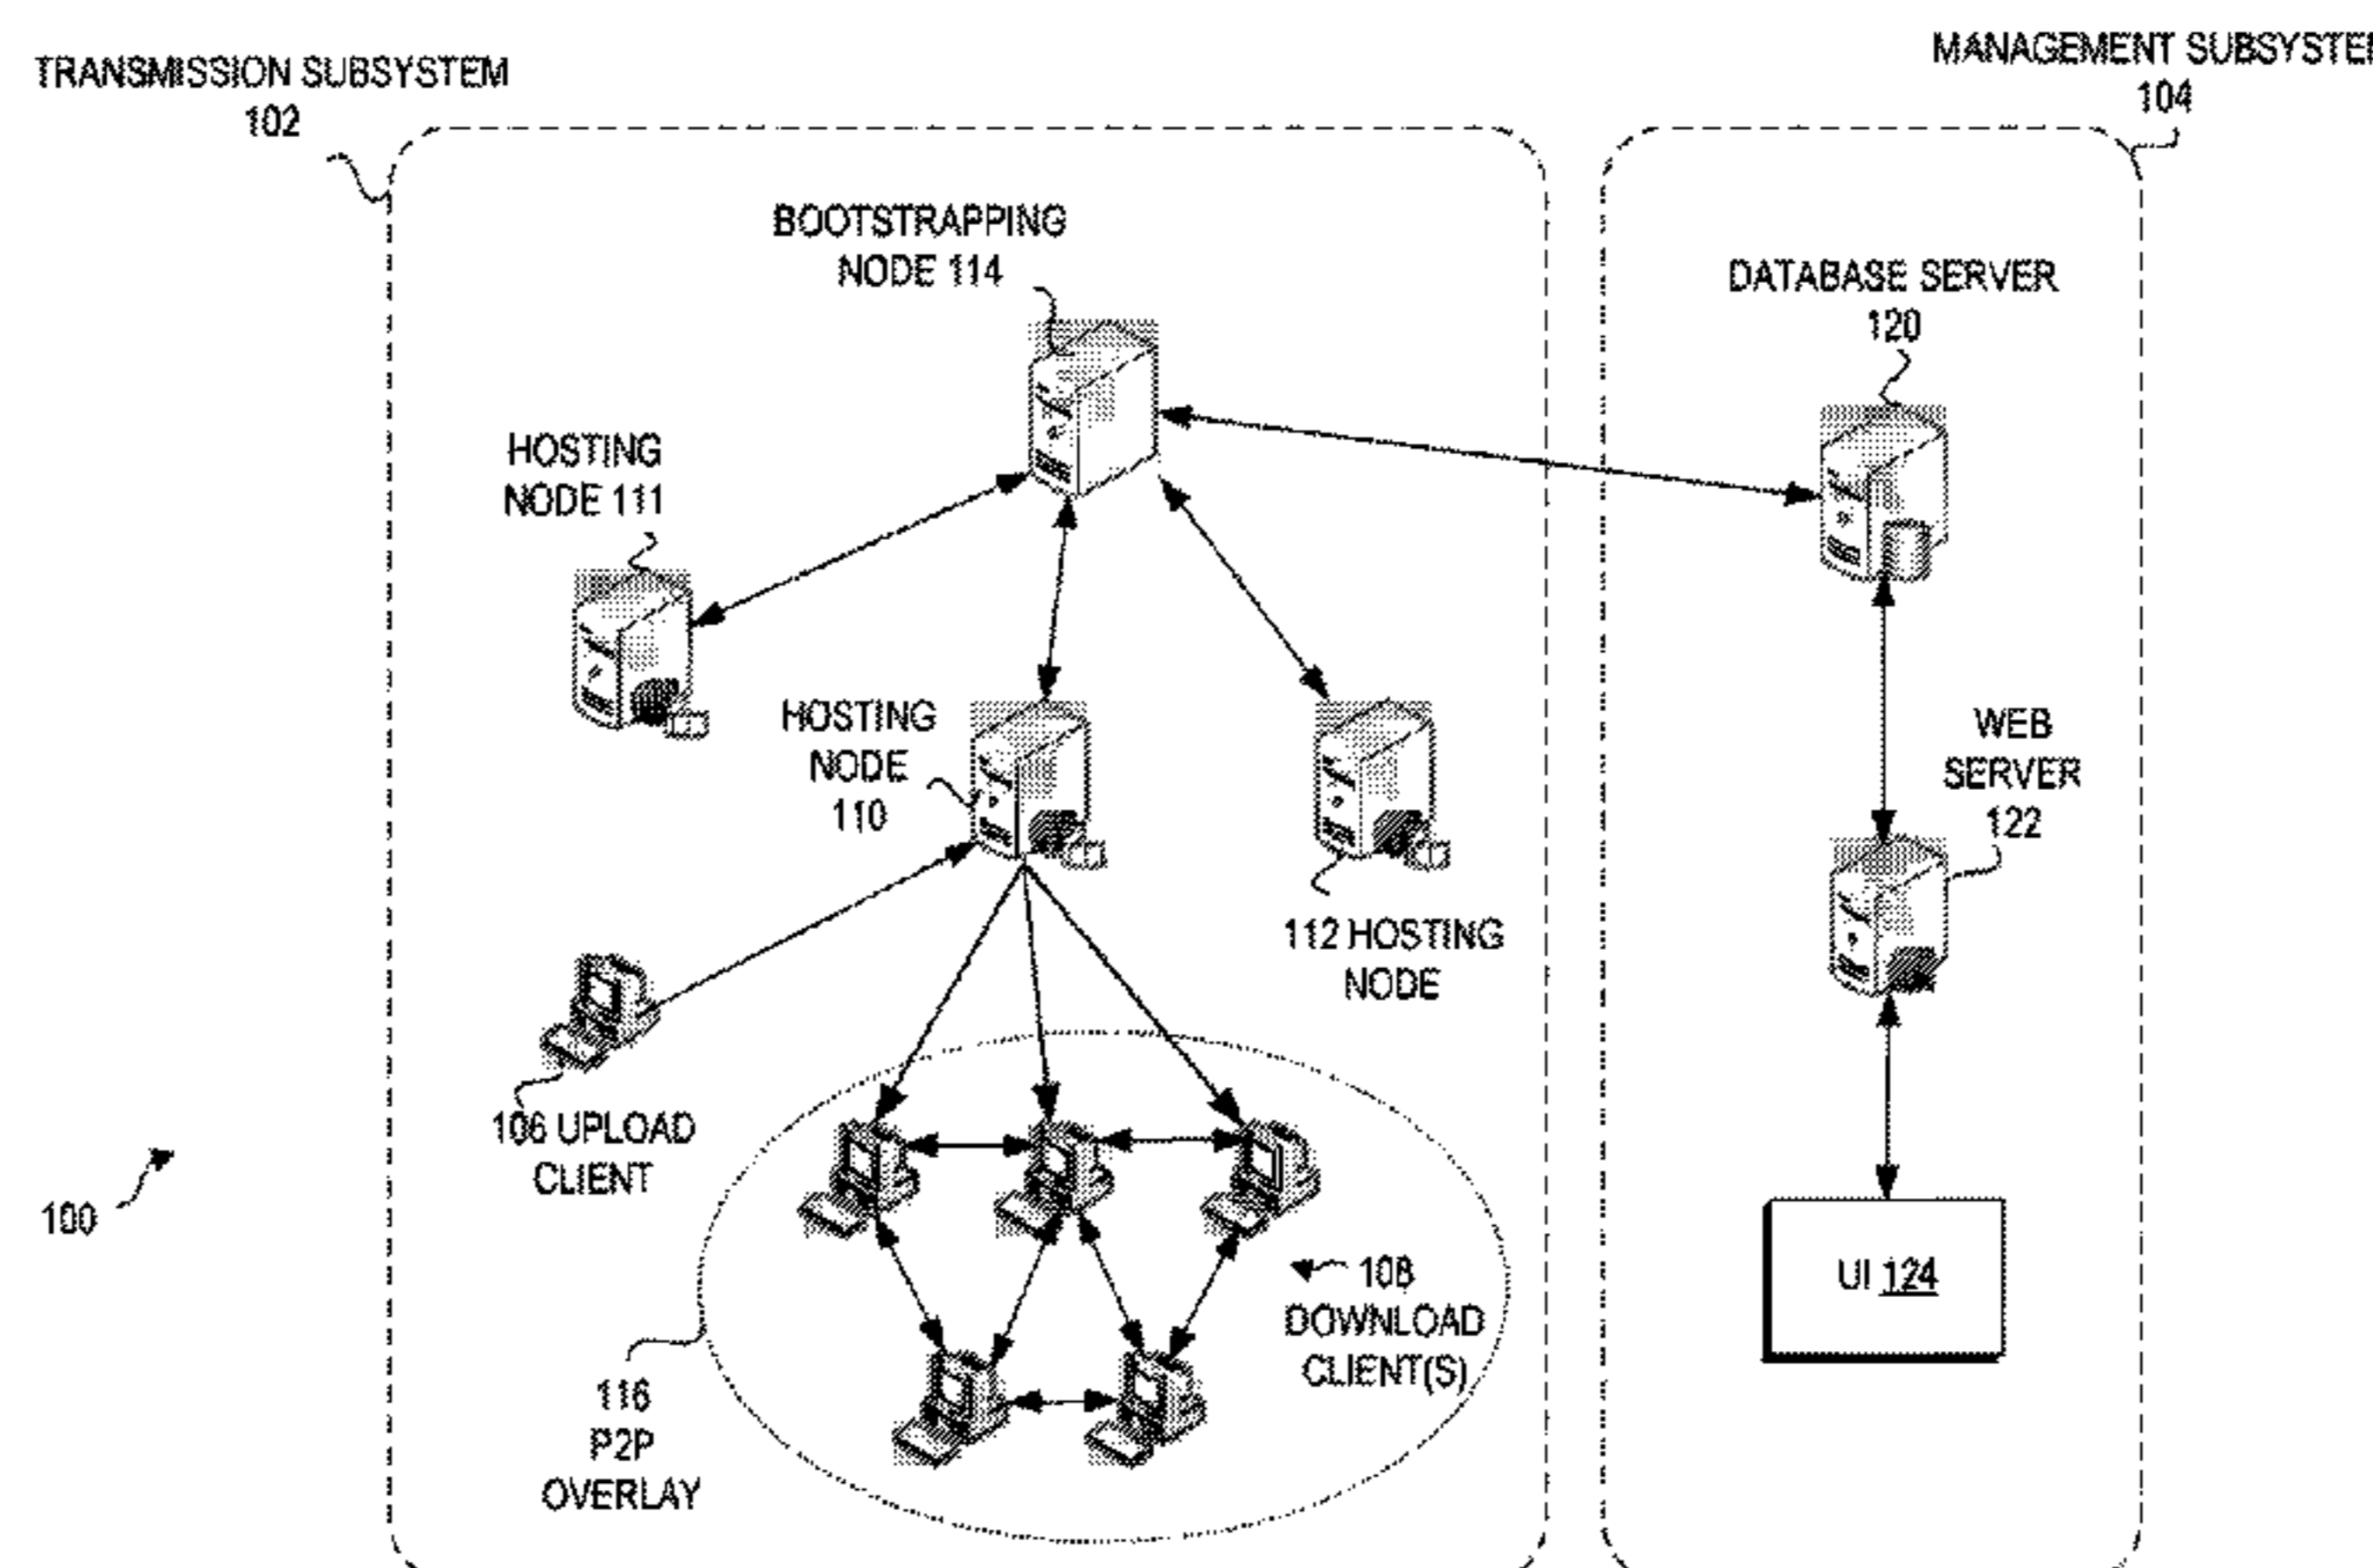 TRANSMISSION SUBSYSTEM
102
MANAGEMENT SUBSYSTE
104
BOOTSTRAPPING
NODE 114
DATABASE SERVER
120
HOSTING
NODE 111
HOSTING
NODE
110
WEB
SERVER
122
112 HOSTING
NODE
106 UPLOAD
CLIENT
100
108
DOWNLOAD
CLIENT(S)
UI 124
116
P2P
OVERLAY